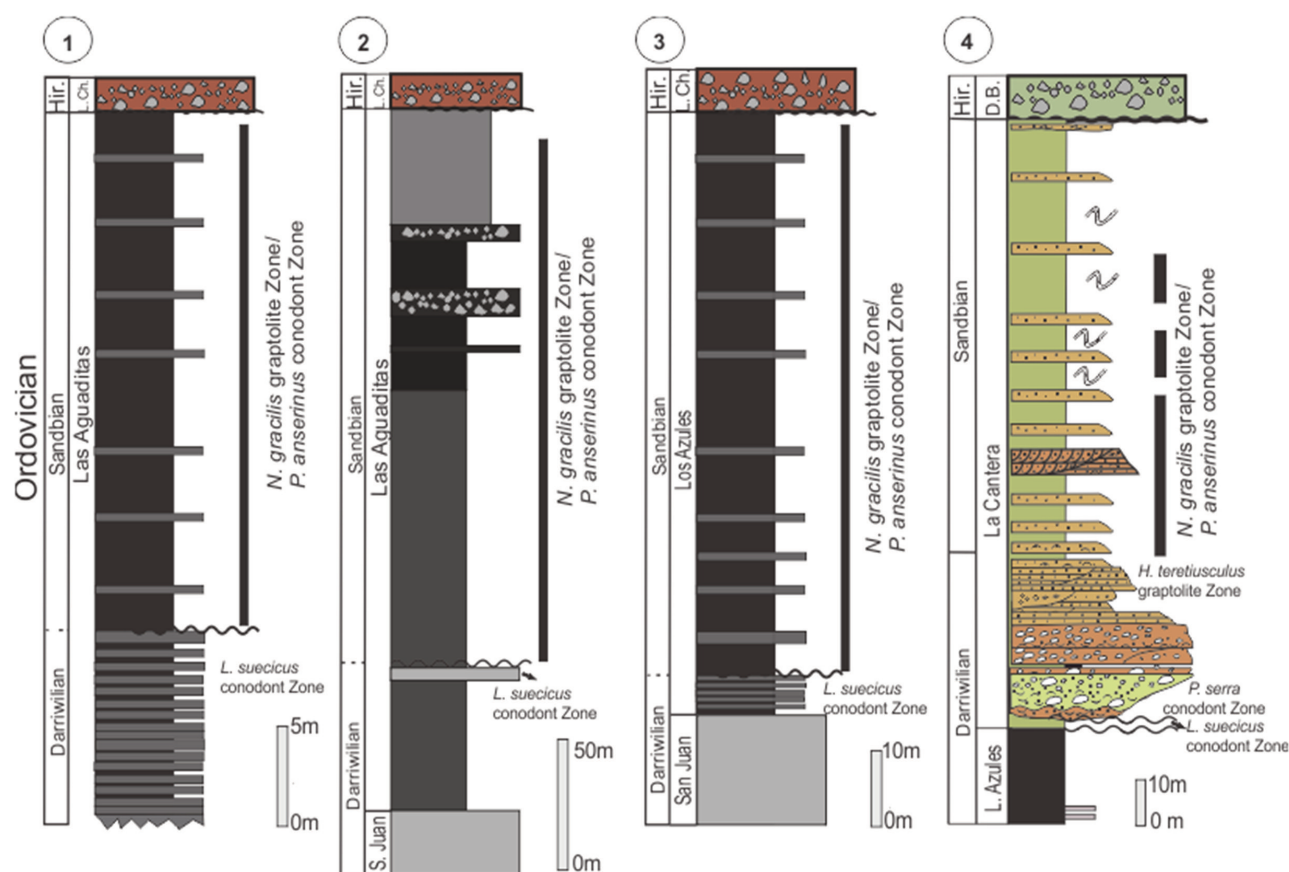 1
2
3
4
Hir.
L. Ch.
Hir.
L. Ch.
Hir.
L. Ch.
Hir.
D.B.
Ordovician
Sandbian
Las Aguaditas
Darriwilian
N. gracilis graptolite Zone/
P. anserinus conodont Zone
L. suecicus
conodont Zone
5m
0m
Sandbian
Las Aguaditas
Darriwilian
S. Juan
N. gracilis graptolite Zone/
P. anserinus conodont Zone
L. suecicus
conodont Zone
50m
0m
Sandbian
Los Azules
Darriwilian
San Juan
N. gracilis graptolite Zone/
P. anserinus conodont Zone
L. suecicus
conodont Zone
10m
0m
Sandbian
La Cantera
Darriwilian
L. Azules
N. gracilis graptolite Zone/
P. anserinus conodont Zone
H. teretiusculus
graptolite Zone
P. serra
conodont Zone
L. suecicus
conodont Zone
10m
0 m